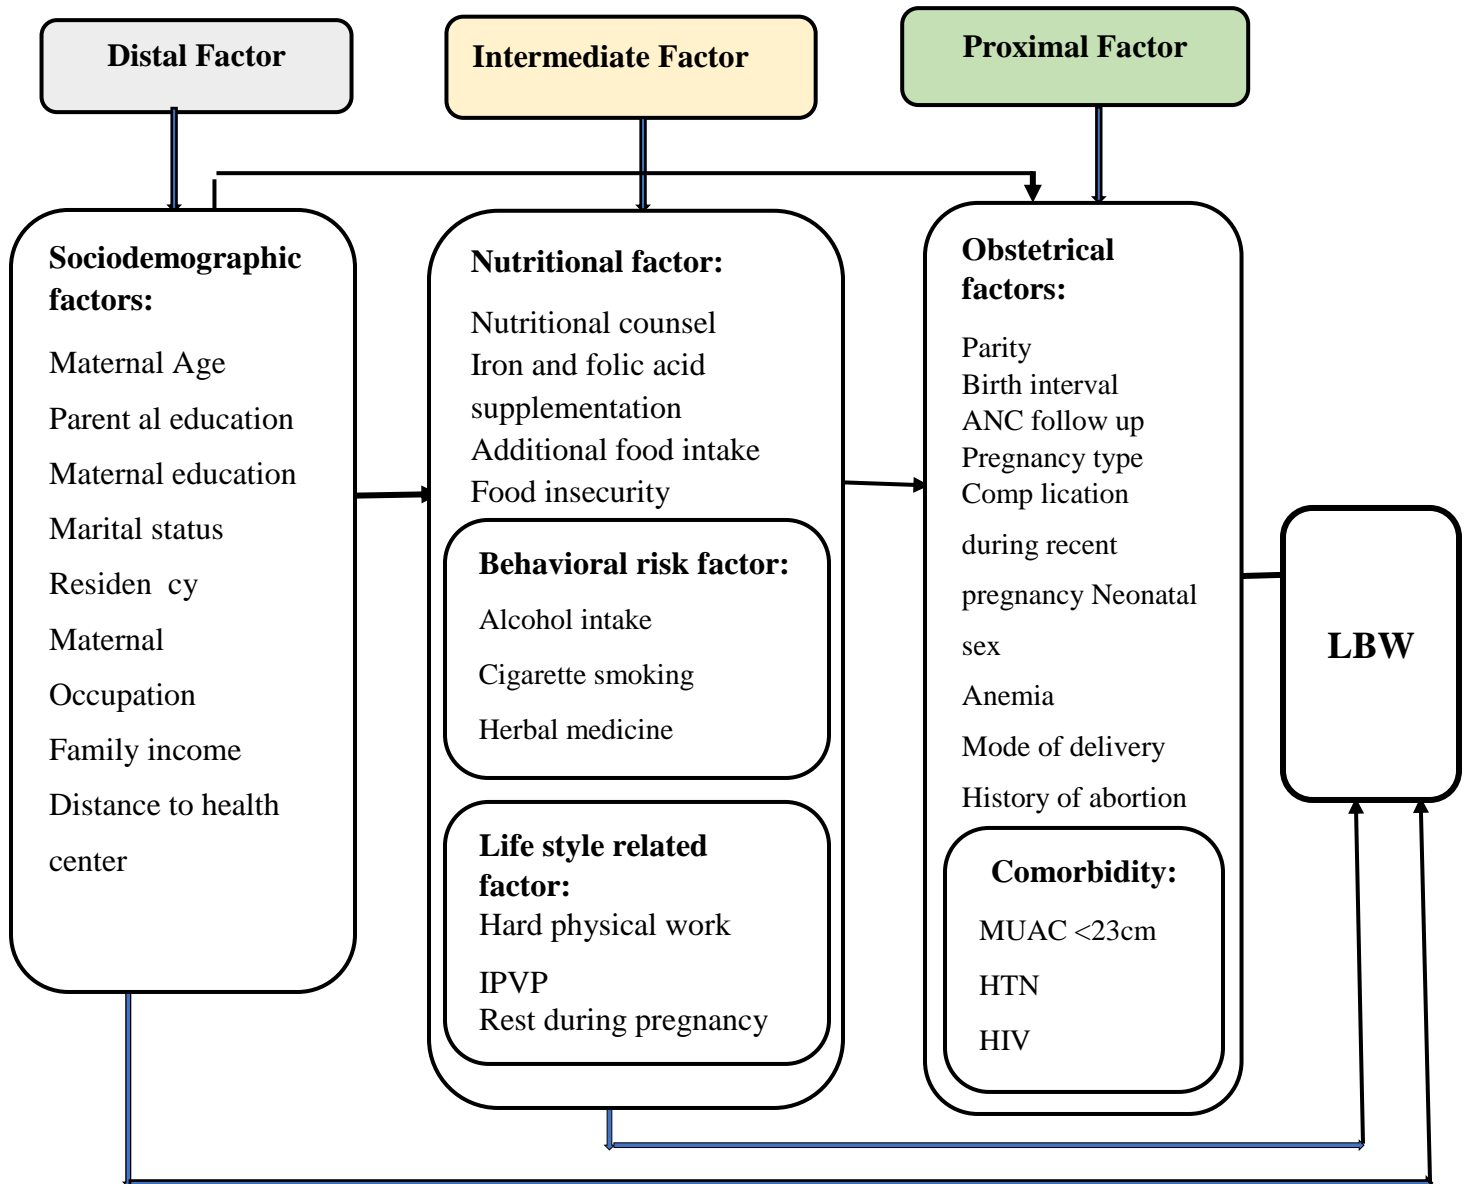 Distal Factor
Intermediate Factor
Proximal Factor
Sociodemographic
factors:
Maternal Age
Parent al education
Maternal education
Marital status
Residen cy
Maternal
Occupation
Family income
Distance to health
center
Nutritional factor:
Nutritional counsel
Iron and folic acid
supplementation
Additional food intake
Food insecurity
Behavioral risk factor:
Alcohol intake
Cigarette smoking
Herbal medicine
Life style related
factor:
Hard physical work
IPVP
Rest during pregnancy
Obstetrical
factors:
Parity
Birth interval
ANC follow up
Pregnancy type
Comp lication
during recent
pregnancy Neonatal
sex
Anemia
Mode of delivery
History of abortion
Comorbidity:
MUAC <23cm
HTN
HIV
LBW